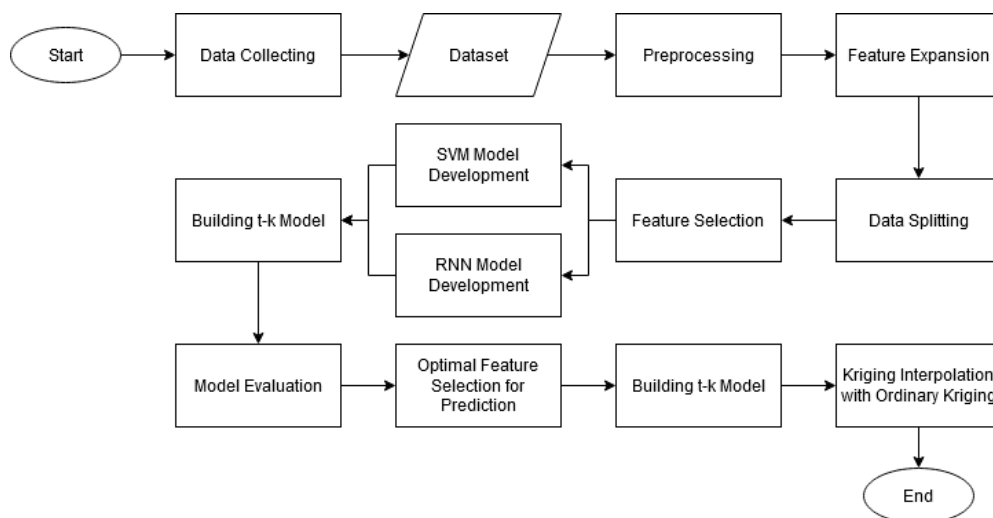 Start
Data Collecting
Dataset
Preprocessing
Feature Expansion
Data Splitting
Feature Selection
SVM Model
Development
RNN Model
Development
Building t-k Model
Model Evaluation
Optimal Feature
Selection for
Prediction
Building t-k Model
Kriging Interpolation
with Ordinary Kriging
End